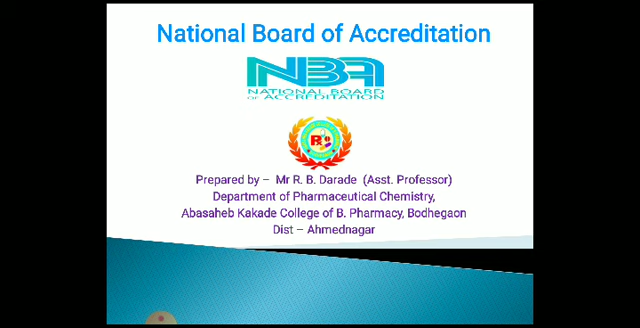 National Board of Accreditation
NBA
NATIONAL BOARD
OF ACCREDITATION
Rx
Prepared by – Mr R. B. Darade (Asst. Professor)
Department of Pharmaceutical Chemistry,
Abasaheb Kakade College of B. Pharmacy, Bodhegaon
Dist – Ahmednagar